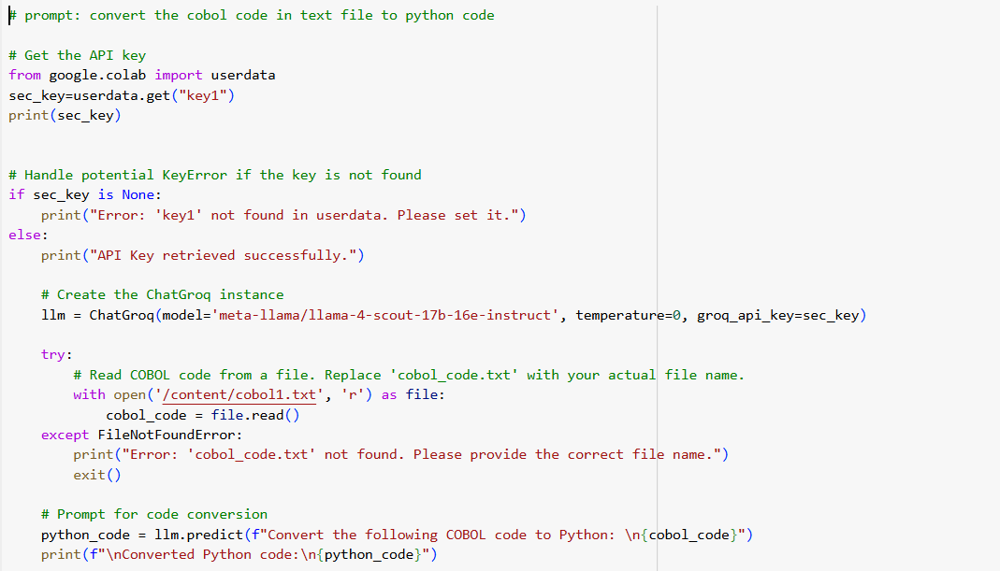 # prompt: convert the cobol code in text file to python code
# Get the API key
from google.colab import userdata
sec_key=userdata.get("key1")
print(sec_key)
# Handle potential KeyError if the key is not found
if sec_key is None:
    print("Error: 'key1' not found in userdata. Please set it.")
else:
    print("API Key retrieved successfully.")
    # Create the ChatGroq instance
    llm = ChatGroq(model='meta-llama/llama-4-scout-17b-16e-instruct', temperature=0, groq_api_key=sec_key)
    try:
        # Read COBOL code from a file. Replace 'cobol_code.txt' with your actual file name.
        with open('/content/cobol1.txt', 'r') as file:
            cobol_code = file.read()
    except FileNotFoundError:
        print("Error: 'cobol_code.txt' not found. Please provide the correct file name.")
        exit()
    # Prompt for code conversion
    python_code = llm.predict(f"Convert the following COBOL code to Python: \n{cobol_code}")
    print(f"\nConverted Python code:\n{python_code}")